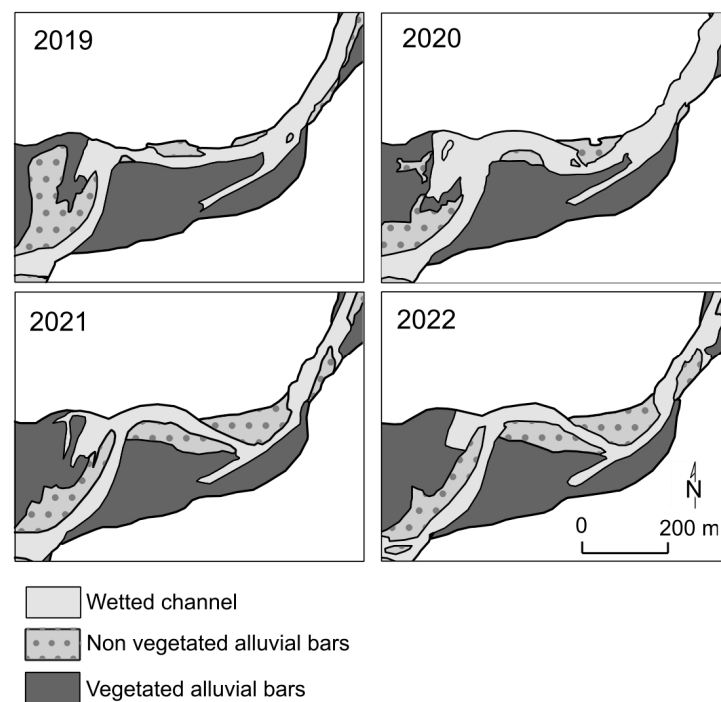 2019
2020
2021
2022
N
0 200 m
Wetted channel
Non vegetated alluvial bars
Vegetated alluvial bars